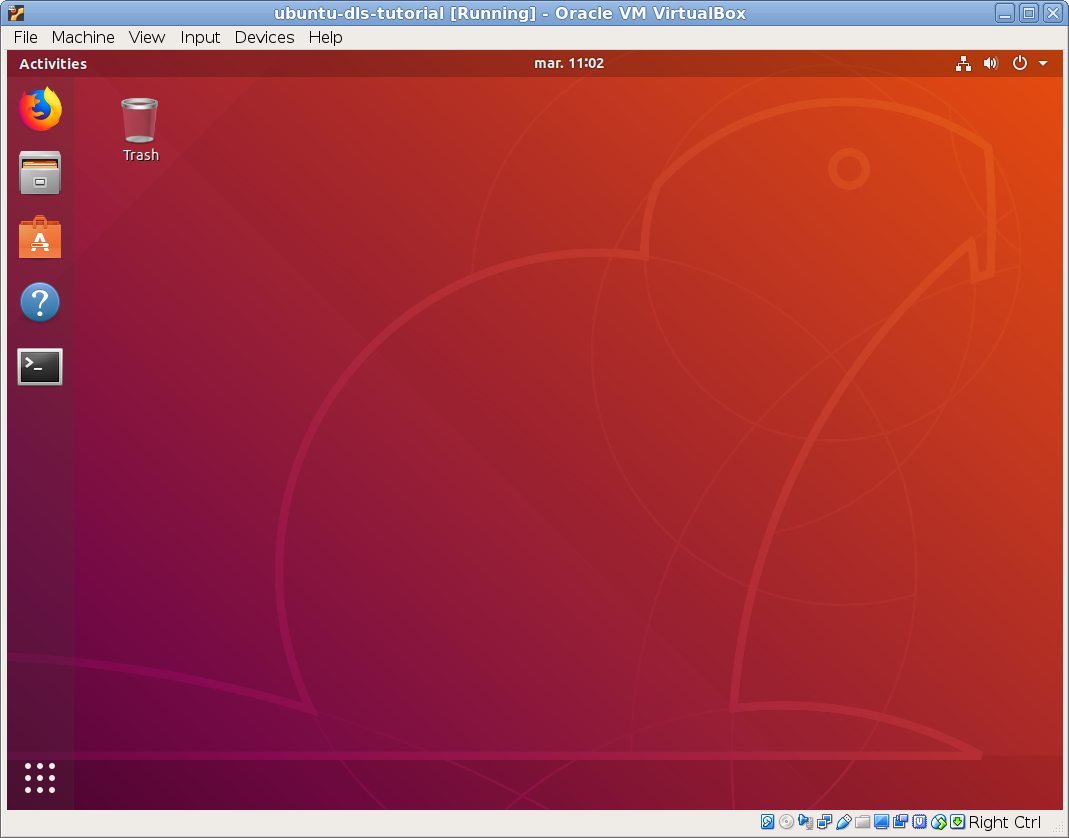 ubuntu-dls-tutorial [Running] - Oracle VM VirtualBox
File Machine View Input Devices Help
Activities mar. 11:02
Trash
Right Ctrl